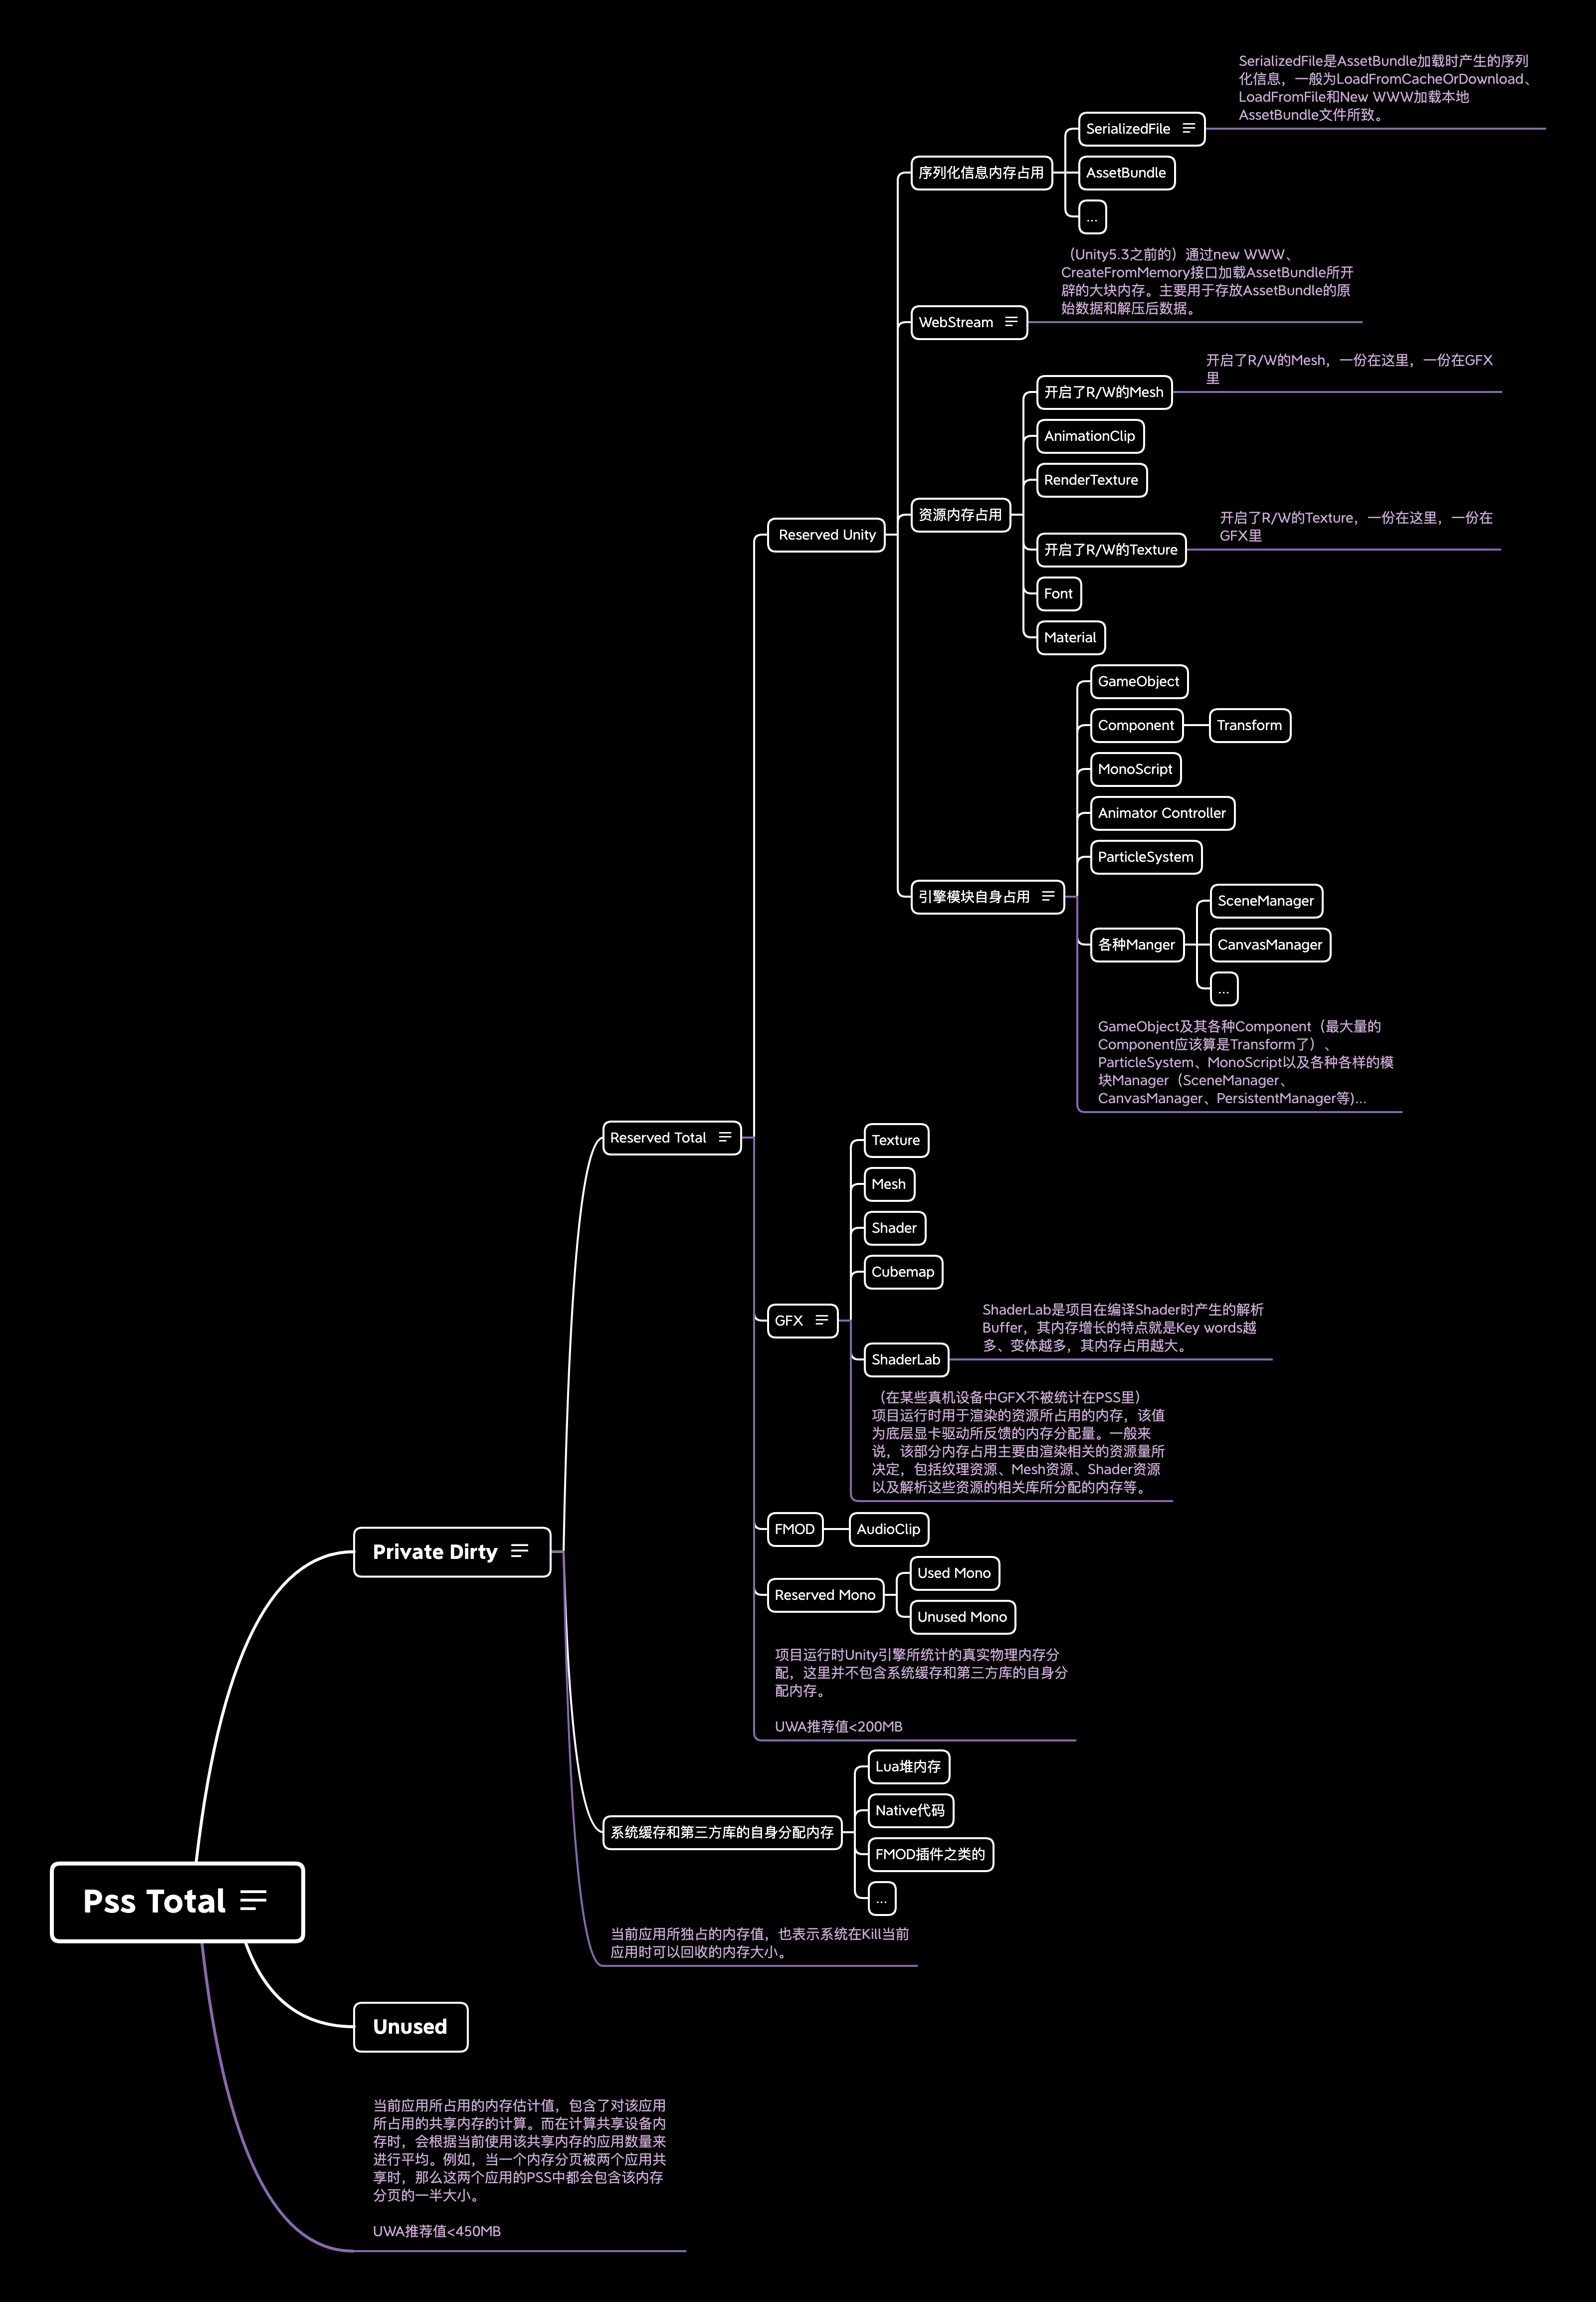 SerializedFile是AssetBundle加载时产生的序列
化信息，一般为LoadFromCacheOrDownload、
LoadFromFile和New WWW加载本地
AssetBundle文件所致。
SerializedFile
序列化信息内存占用
AssetBundle
...
（Unity5.3之前的）通过new WWW、
CreateFromMemory接口加载AssetBundle所开
辟的大块内存。主要用于存放AssetBundle的原
始数据和解压后数据。
WebStream
开启了R/W的Mesh，一份在这里，一份在GFX
里
开启了R/W的Mesh
AnimationClip
RenderTexture
资源内存占用
开启了R/W的Texture，一份在这里，一份在
GFX里
Reserved Unity
开启了R/W的Texture
Font
Material
GameObject
Component
Transform
MonoScript
Animator Controller
ParticleSystem
引擎模块自身占用
SceneManager
各种Manger
CanvasManager
...
GameObject及其各种Component（最大量的
Component应该算是Transform了）、
ParticleSystem、MonoScript以及各种各样的模
块Manager（SceneManager、
CanvasManager、PersistentManager等)...
Reserved Total
Texture
Mesh
Shader
Cubemap
GFX
ShaderLab是项目在编译Shader时产生的解析
Buffer，其内存增长的特点就是Key words越
多、变体越多，其内存占用越大。
ShaderLab
（在某些真机设备中GFX不被统计在PSS里）
项目运行时用于渲染的资源所占用的内存，该值
为底层显卡驱动所反馈的内存分配量。一般来
说，该部分内存占用主要由渲染相关的资源量所
决定，包括纹理资源、Mesh资源、Shader资源
以及解析这些资源的相关库所分配的内存等。
FMOD
AudioClip
Private Dirty
Used Mono
Reserved Mono
Unused Mono
项目运行时Unity引擎所统计的真实物理内存分
配，这里并不包含系统缓存和第三方库的自身分
配内存。
UWA推荐值<200MB
Lua堆内存
Native代码
系统缓存和第三方库的自身分配内存
FMOD插件之类的
...
Pss Total
当前应用所独占的内存值，也表示系统在Kill当前
应用时可以回收的内存大小。
Unused
当前应用所占用的内存估计值，包含了对该应用
所占用的共享内存的计算。而在计算共享设备内
存时，会根据当前使用该共享内存的应用数量来
进行平均。例如，当一个内存分页被两个应用共
享时，那么这两个应用的PSS中都会包含该内存
分页的一半大小。
UWA推荐值<450MB